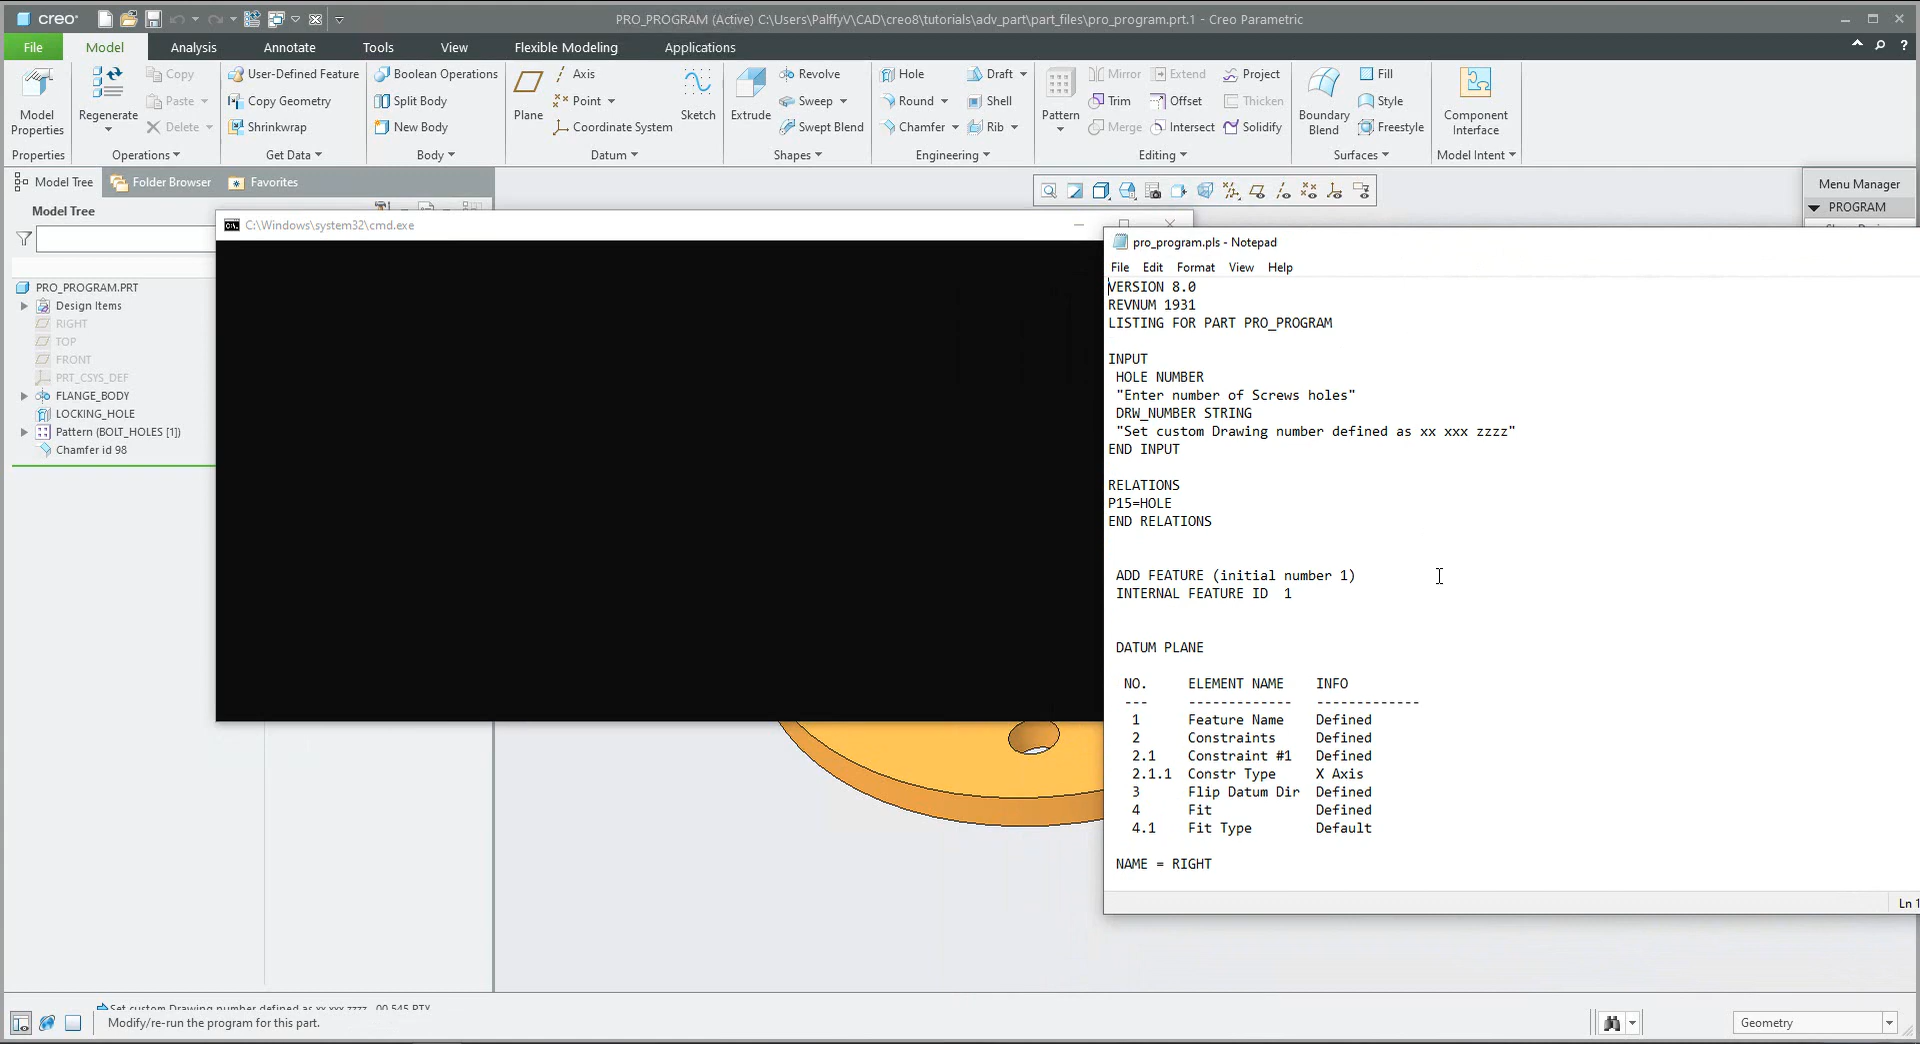 creo
PRO_PROGRAM (Active) C:\Users\PalffyV\CAD\creo8\tutorials\adv_part\part_files\pro_program.prt.1 - Creo Parametric
File
Model
Analysis
Annotate
Tools
View
Flexible Modeling
Applications
Model Properties
Regenerate
Copy
Paste
Delete
User-Defined Feature
Copy Geometry
Shrinkwrap
Boolean Operations
Split Body
New Body
Plane
Axis
Point
Coordinate System
Sketch
Extrude
Revolve
Sweep
Swept Blend
Hole
Round
Chamfer
Draft
Shell
Rib
Pattern
Mirror
Extend
Project
Trim
Offset
Thicken
Merge
Intersect
Solidify
Boundary Blend
Fill
Style
Freestyle
Component Interface
Properties
Operations
Get Data
Body
Datum
Shapes
Engineering
Editing
Surfaces
Model Intent
Model Tree
Folder Browser
Favorites
Menu Manager
PROGRAM
Model Tree
PRO_PROGRAM.PRT
Design Items
RIGHT
TOP
FRONT
PRT_CSYS_DEF
FLANGE_BODY
LOCKING_HOLE
Pattern (BOLT_HOLES [1])
Chamfer id 98
C:\Windows\system32\cmd.exe
pro_program.pls - Notepad
File Edit Format View Help
VERSION 8.0
REVNUM 1931
LISTING FOR PART PRO_PROGRAM
INPUT
HOLE NUMBER
"Enter number of Screws holes"
DRW_NUMBER STRING
"Set custom Drawing number defined as xx xxx zzzz"
END INPUT
RELATIONS
P15=HOLE
END RELATIONS
ADD FEATURE (initial number 1)
INTERNAL FEATURE ID 1
DATUM PLANE
NO. ELEMENT NAME INFO
--- ------------- -------------
1 Feature Name Defined
2 Constraints Defined
2.1 Constraint #1 Defined
2.1.1 Constr Type X Axis
3 Flip Datum Dir Defined
4 Fit Defined
4.1 Fit Type Default
NAME = RIGHT
Ln 1
Set custom Drawing number defined as xx xxx zzzz
Modify/re-run the program for this part.
Geometry